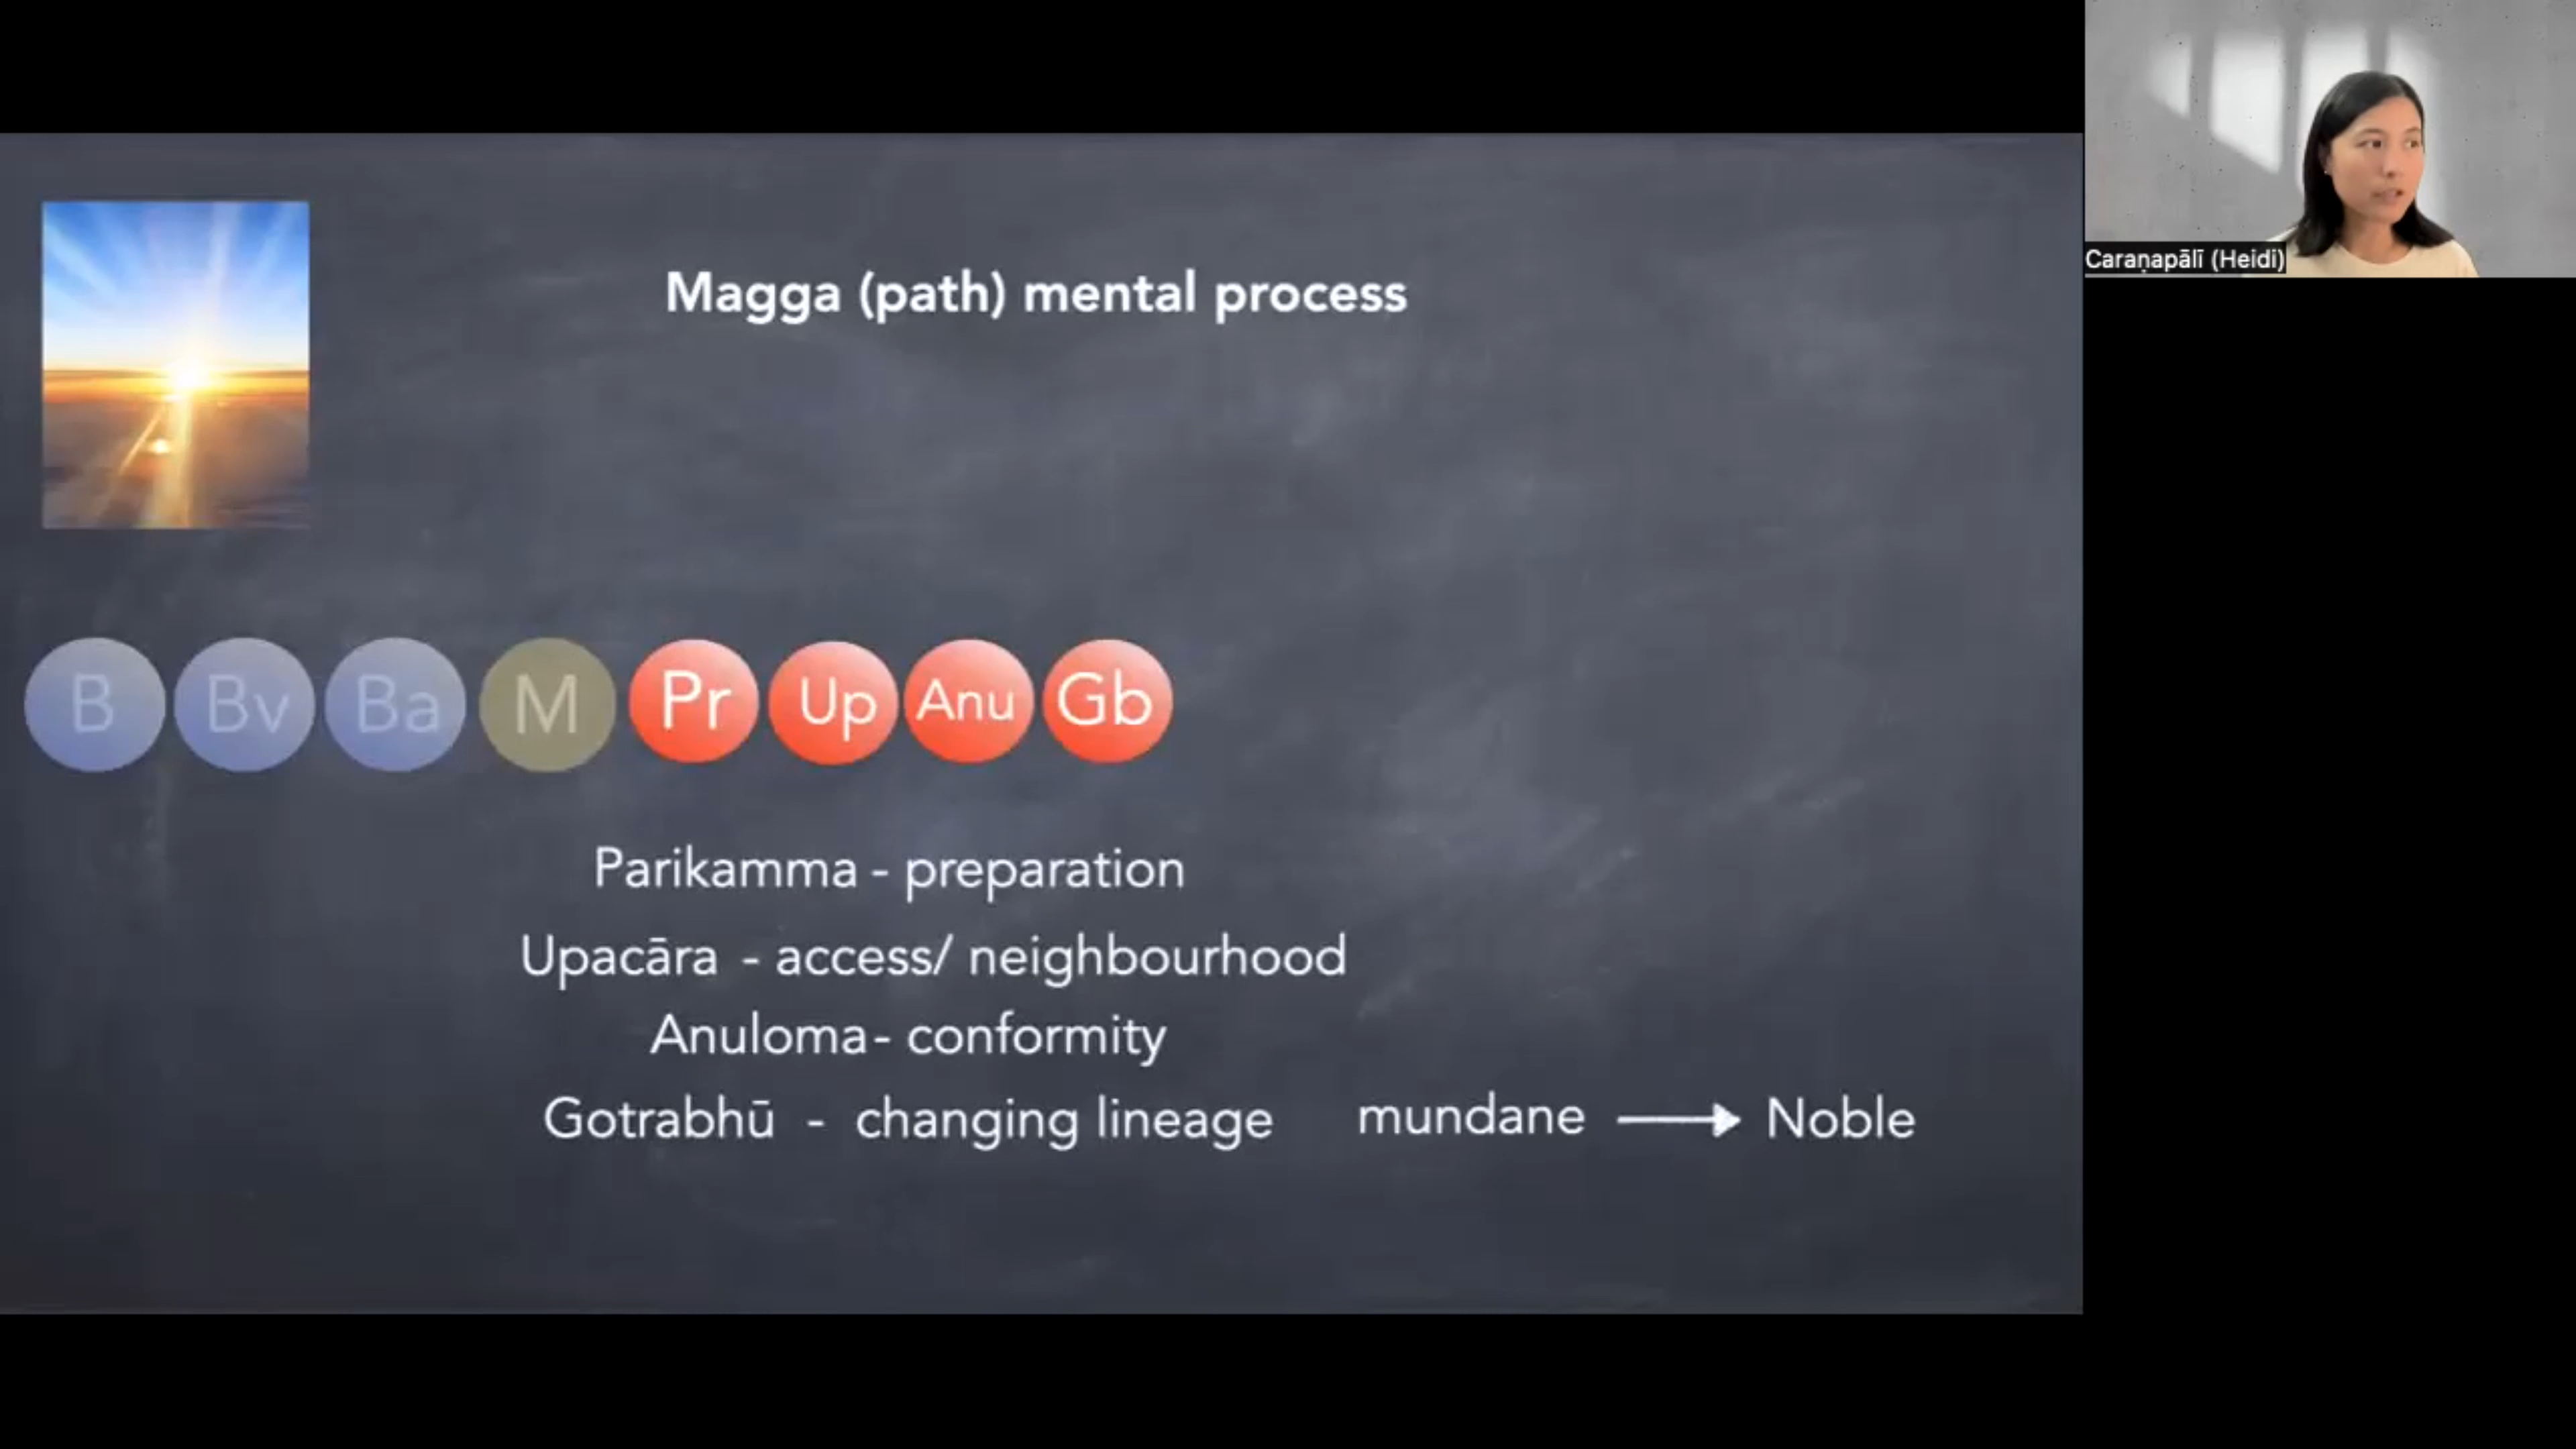 Magga (path) mental process
B Bv Ba M Pr Up Anu Gb
Parikamma - preparation
Upacāra - access/ neighbourhood
Anuloma- conformity
Gotrabhū - changing lineage mundane Noble
Caraṇapālī (Heidi)